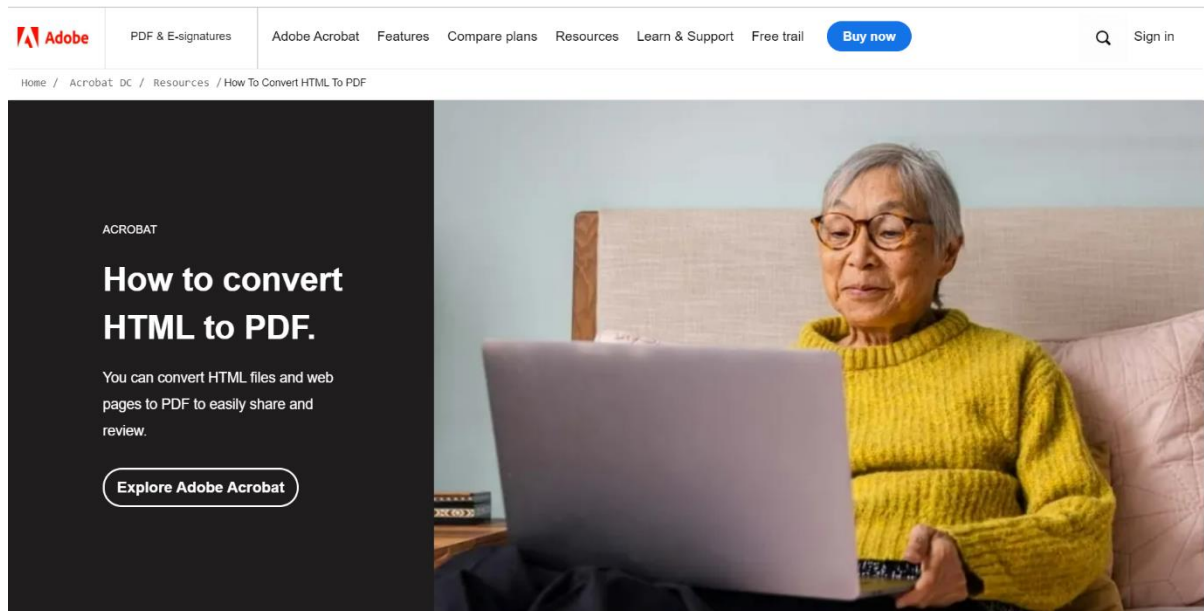 Adobe PDF & E-signatures Adobe Acrobat Features Compare plans Resources Learn & Support Free trail Buy now Sign in
Home / Acrobat DC / Resources / How To Convert HTML To PDF
ACROBAT
How to convert
HTML to PDF.
You can convert HTML files and web
pages to PDF to easily share and
review.
Explore Adobe Acrobat